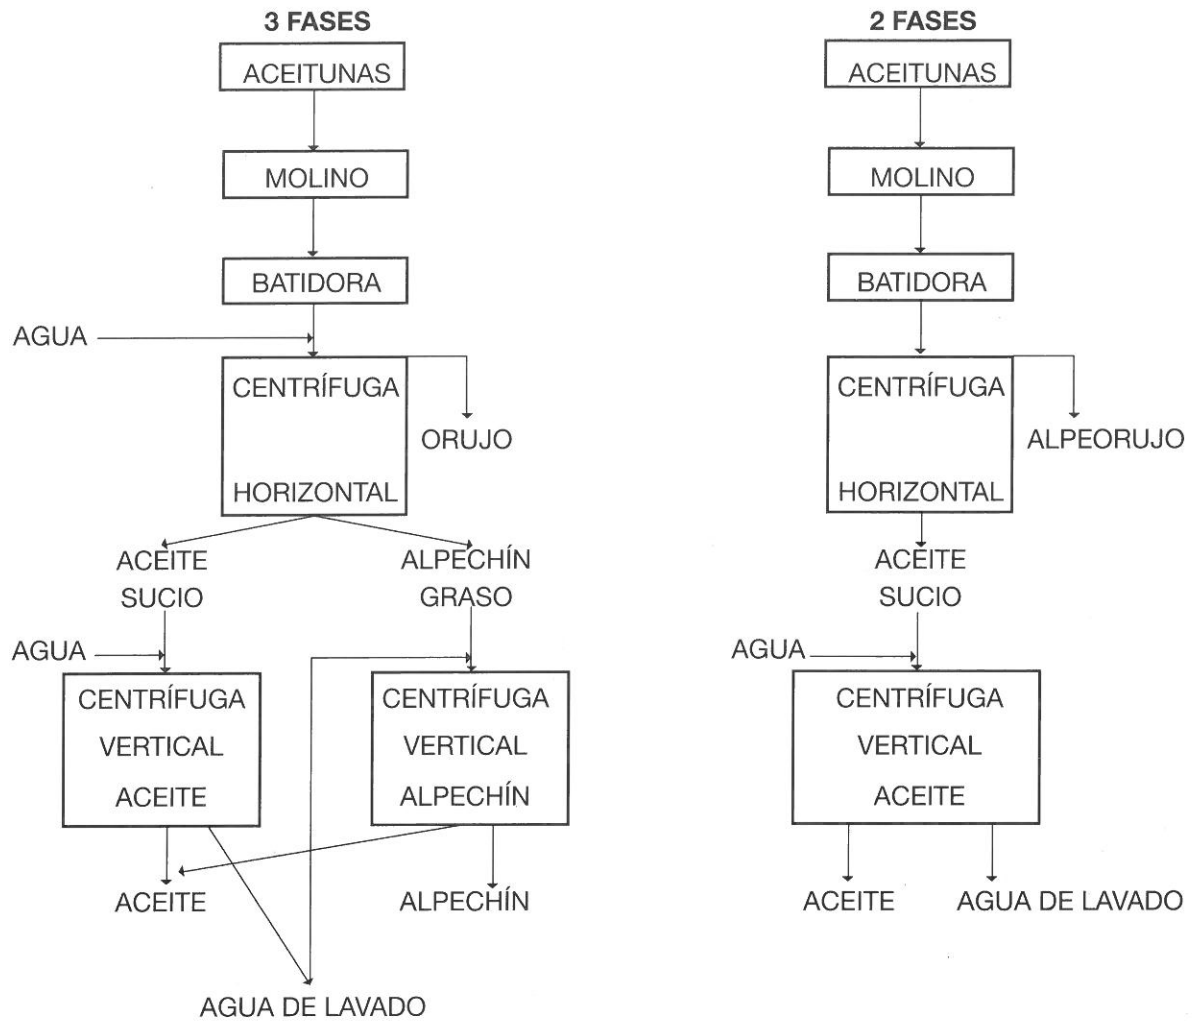 3 FASES
ACEITUNAS
MOLINO
BATIDORA
AGUA
CENTRÍFUGA
HORIZONTAL
ORUJO
ACEITE
SUCIO
ALPECHÍN
GRASO
AGUA
CENTRÍFUGA
VERTICAL
ACEITE
CENTRÍFUGA
VERTICAL
ALPECHÍN
ACEITE
ALPECHÍN
AGUA DE LAVADO
2 FASES
ACEITUNAS
MOLINO
BATIDORA
CENTRÍFUGA
HORIZONTAL
ALPEORUJO
ACEITE
SUCIO
AGUA
CENTRÍFUGA
VERTICAL
ACEITE
ACEITE
AGUA DE LAVADO